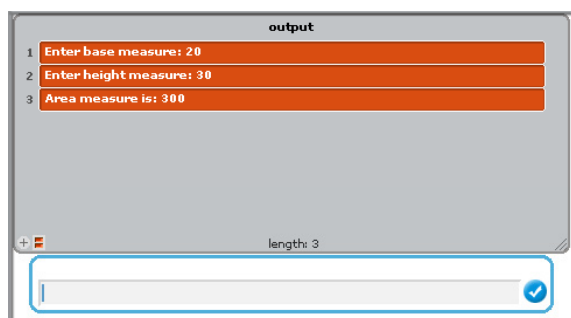 output
1 Enter base measure: 20
2 Enter height measure: 30
3 Area measure is: 300
+ length: 3